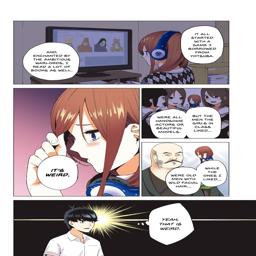 IT ALL
STARTED
WITH A
GAME I
BORROWED
FROM
YOTSUBA.
AND,
ENCHANTED BY
THE AMBITIOUS
WARLORDS, I
READ A LOT OF
BOOKS AS WELL.
BUT THE MEN
THE GIRLS IN
CLASS
LIKED...
WERE ALL
HANDSOME
ACTORS OR
BEAUTIFUL
MODELS.
WHILE
THE ONES I
LIKED...
WERE OLD
MEN WITH
WILD FACIAL
HAIR...
IT'S
WEIRD.
YEAH,
THAT IS
WEIRD.